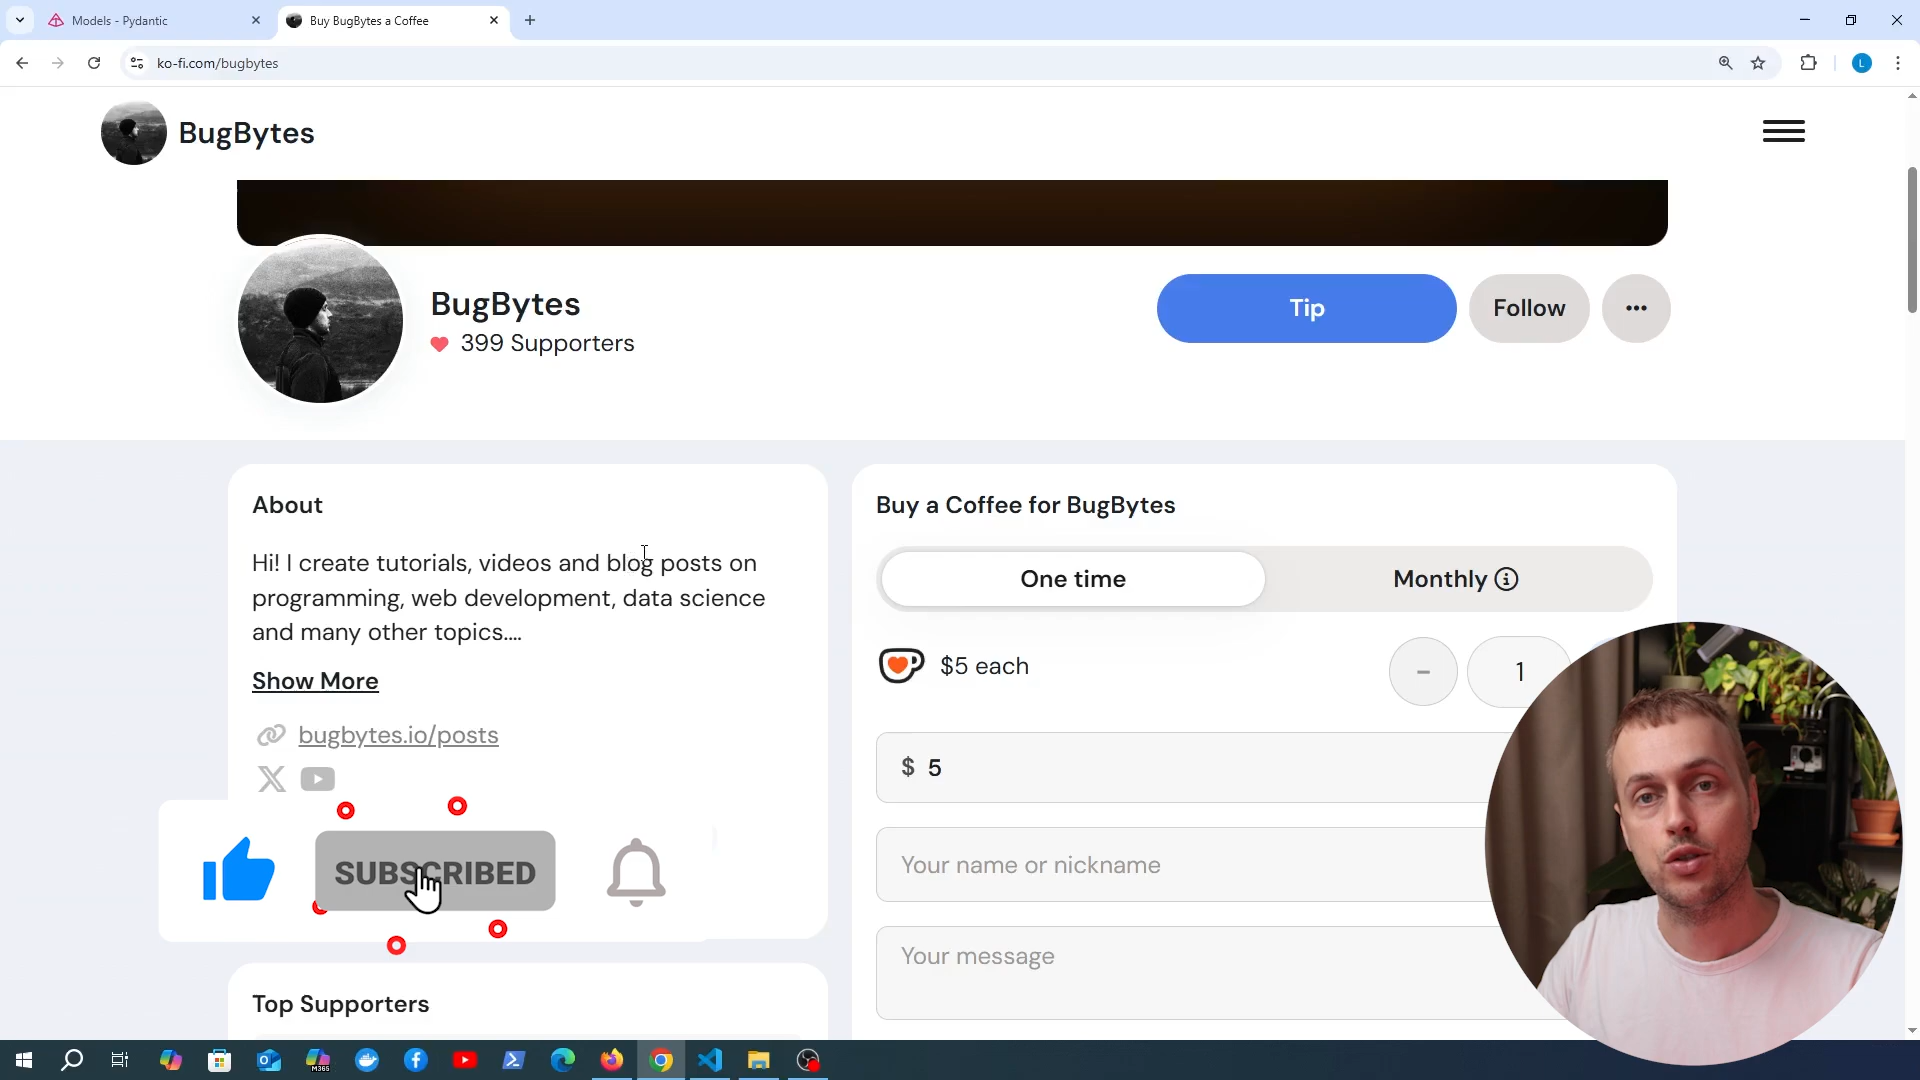 Models - Pydantic
Buy BugBytes a Coffee
ko-fi.com/bugbytes
L
BugBytes
BugBytes
399 Supporters
Tip
Follow
About
Hi! I create tutorials, videos and blog posts on
programming, web development, data science
and many other topics....
Show More
bugbytes.io/posts
SUBSCRIBED
Top Supporters
Buy a Coffee for BugBytes
One time
Monthly
$5 each
1
$ 5
Your name or nickname
Your message
M365